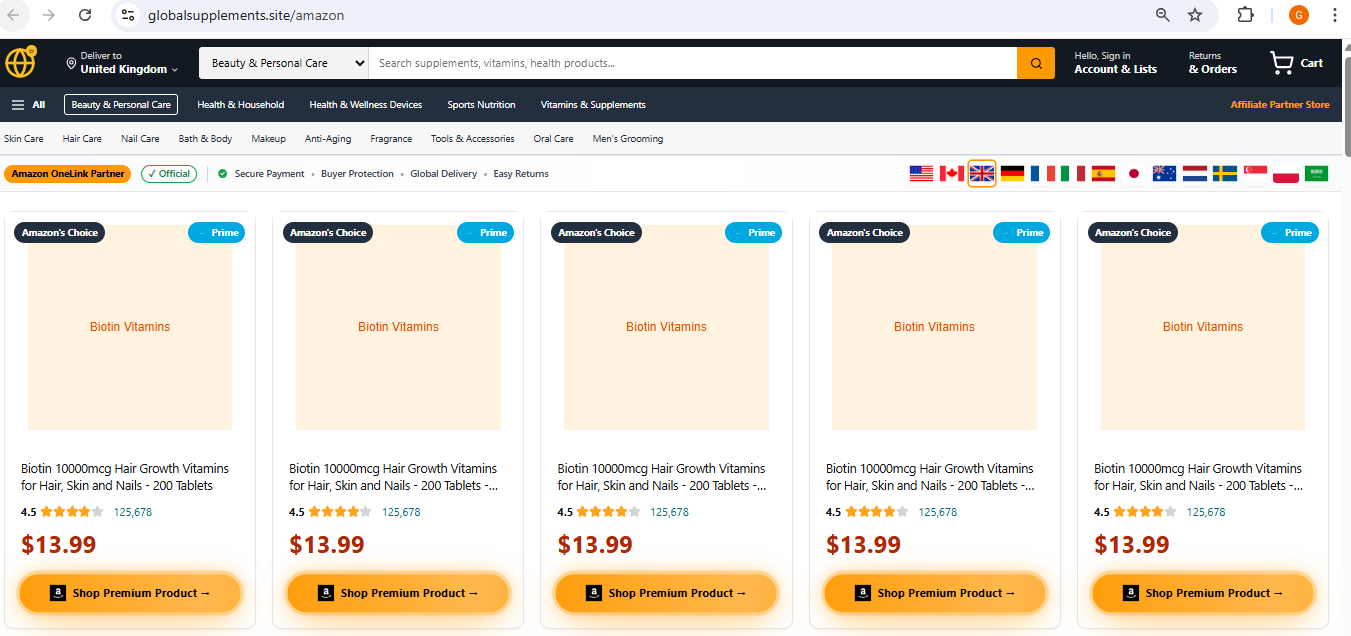 globalsupplements.site/amazon
G
Deliver to
United Kingdom
Beauty & Personal Care
Search supplements, vitamins, health products...
Hello, Sign in
Account & Lists
Returns
& Orders
Cart
All
Beauty & Personal Care
Health & Household
Health & Wellness Devices
Sports Nutrition
Vitamins & Supplements
Affiliate Partner Store
Skin Care
Hair Care
Nail Care
Bath & Body
Makeup
Anti-Aging
Fragrance
Tools & Accessories
Oral Care
Men's Grooming
Amazon OneLink Partner
✓ Official
Secure Payment • Buyer Protection • Global Delivery • Easy Returns
Amazon's Choice
Prime
Biotin Vitamins
Biotin 10000mcg Hair Growth Vitamins
for Hair, Skin and Nails - 200 Tablets
4.5
125,678
$13.99
a Shop Premium Product →
Amazon's Choice
Prime
Biotin Vitamins
Biotin 10000mcg Hair Growth Vitamins
for Hair, Skin and Nails - 200 Tablets -...
4.5
125,678
$13.99
a Shop Premium Product →
Amazon's Choice
Prime
Biotin Vitamins
Biotin 10000mcg Hair Growth Vitamins
for Hair, Skin and Nails - 200 Tablets -...
4.5
125,678
$13.99
a Shop Premium Product →
Amazon's Choice
Prime
Biotin Vitamins
Biotin 10000mcg Hair Growth Vitamins
for Hair, Skin and Nails - 200 Tablets -...
4.5
125,678
$13.99
a Shop Premium Product →
Amazon's Choice
Prime
Biotin Vitamins
Biotin 10000mcg Hair Growth Vitamins
for Hair, Skin and Nails - 200 Tablets -...
4.5
125,678
$13.99
a Shop Premium Product →